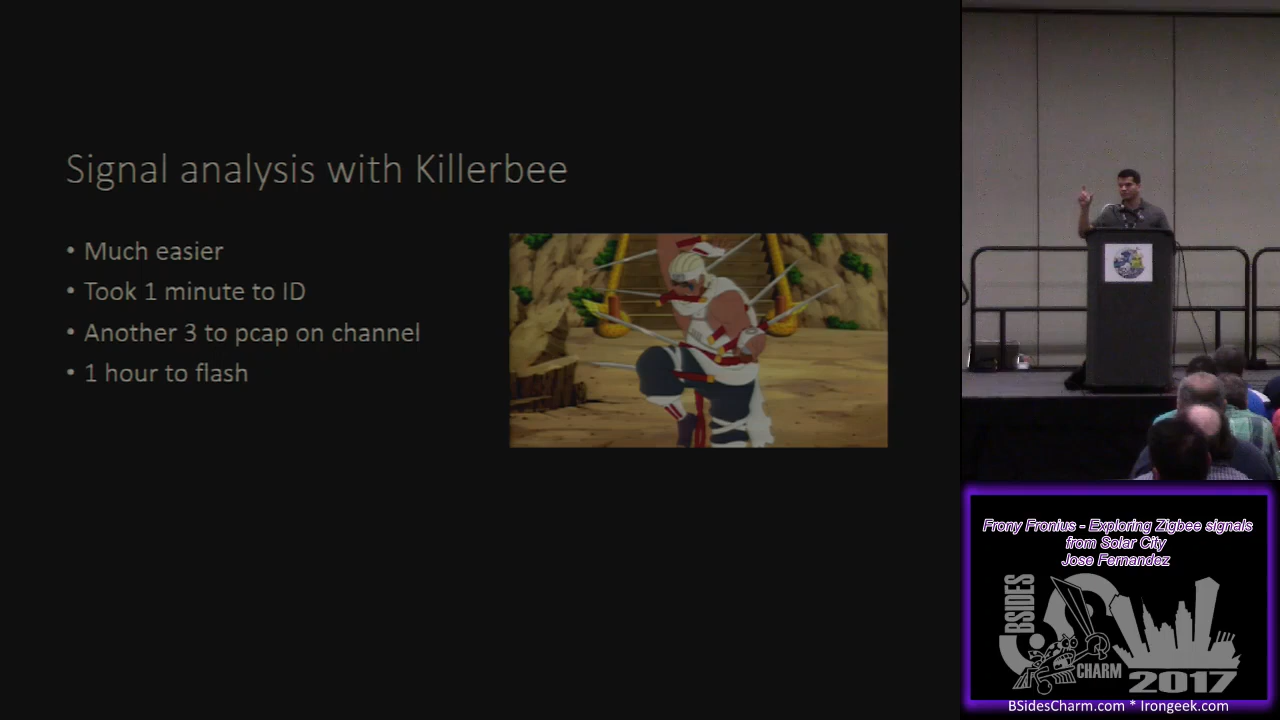 Signal analysis with Killerbee
• Much easier
• Took 1 minute to ID
• Another 3 to pcap on channel
• 1 hour to flash
Frony Fronius - Exploring Zigbee signals
from Solar City
Jose Fernandez
BSIDES
CHARM
2017
BSidesCharm.com * Irongeek.com